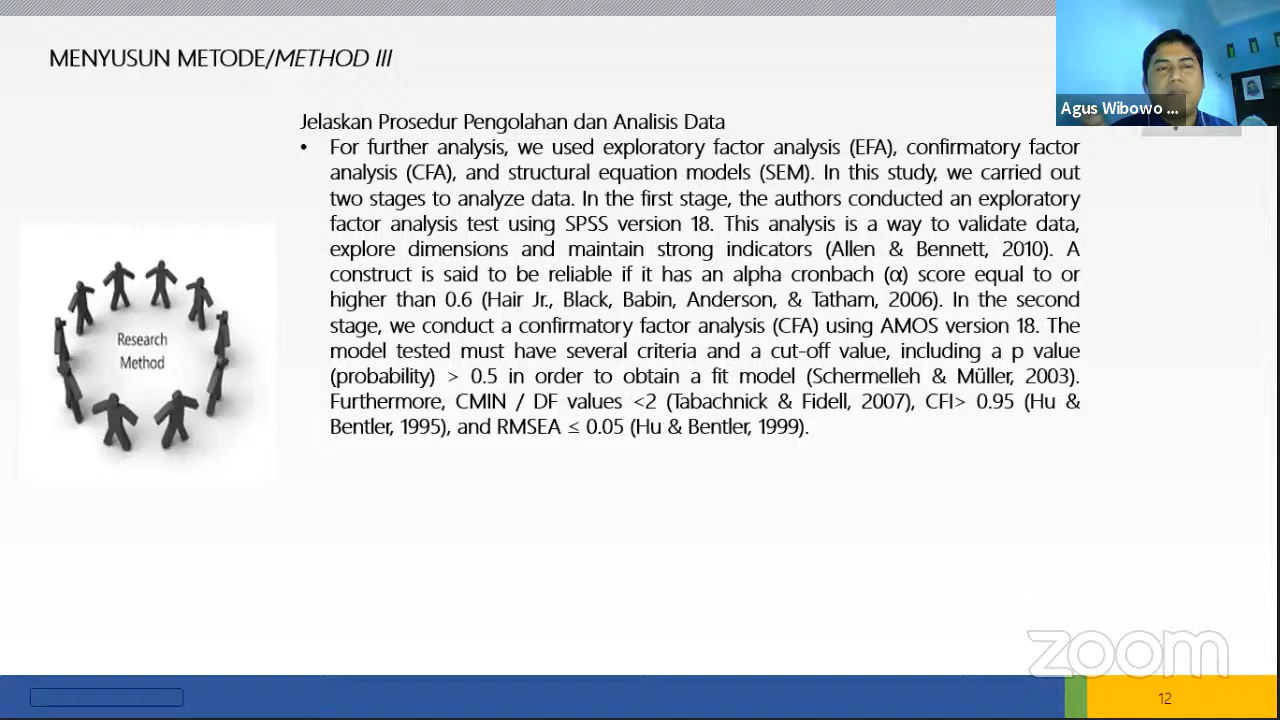 MENYUSUN METODE/METHOD III
Agus Wibowo ...
Jelaskan Prosedur Pengolahan dan Analisis Data
• For further analysis, we used exploratory factor analysis (EFA), confirmatory factor
analysis (CFA), and structural equation models (SEM). In this study, we carried out
two stages to analyze data. In the first stage, the authors conducted an exploratory
factor analysis test using SPSS version 18. This analysis is a way to validate data,
explore dimensions and maintain strong indicators (Allen & Bennett, 2010). A
construct is said to be reliable if it has an alpha cronbach (α) score equal to or
higher than 0.6 (Hair Jr., Black, Babin, Anderson, & Tatham, 2006). In the second
stage, we conduct a confirmatory factor analysis (CFA) using AMOS version 18. The
model tested must have several criteria and a cut-off value, including a p value
(probability) > 0.5 in order to obtain a fit model (Schermelleh & Müller, 2003).
Furthermore, CMIN / DF values <2 (Tabachnick & Fidell, 2007), CFI> 0.95 (Hu &
Bentler, 1995), and RMSEA ≤ 0.05 (Hu & Bentler, 1999).
Research
Method
zoom
12